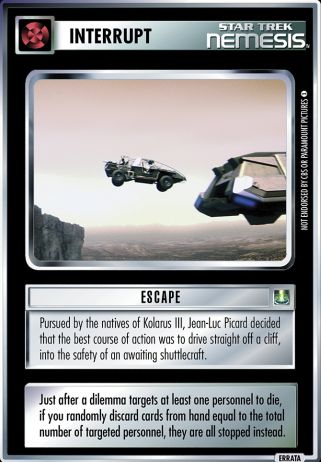 INTERRUPT
STAR TREK
NEMESIS
NOT ENDORSED BY CBS OR PARAMOUNT PICTURES
ESCAPE
Pursued by the natives of Kolarus III, Jean-Luc Picard decided
that the best course of action was to drive straight off a cliff,
into the safety of an awaiting shuttlecraft.
Just after a dilemma targets at least one personnel to die,
if you randomly discard cards from hand equal to the total
number of targeted personnel, they are all stopped instead.
ERRATA